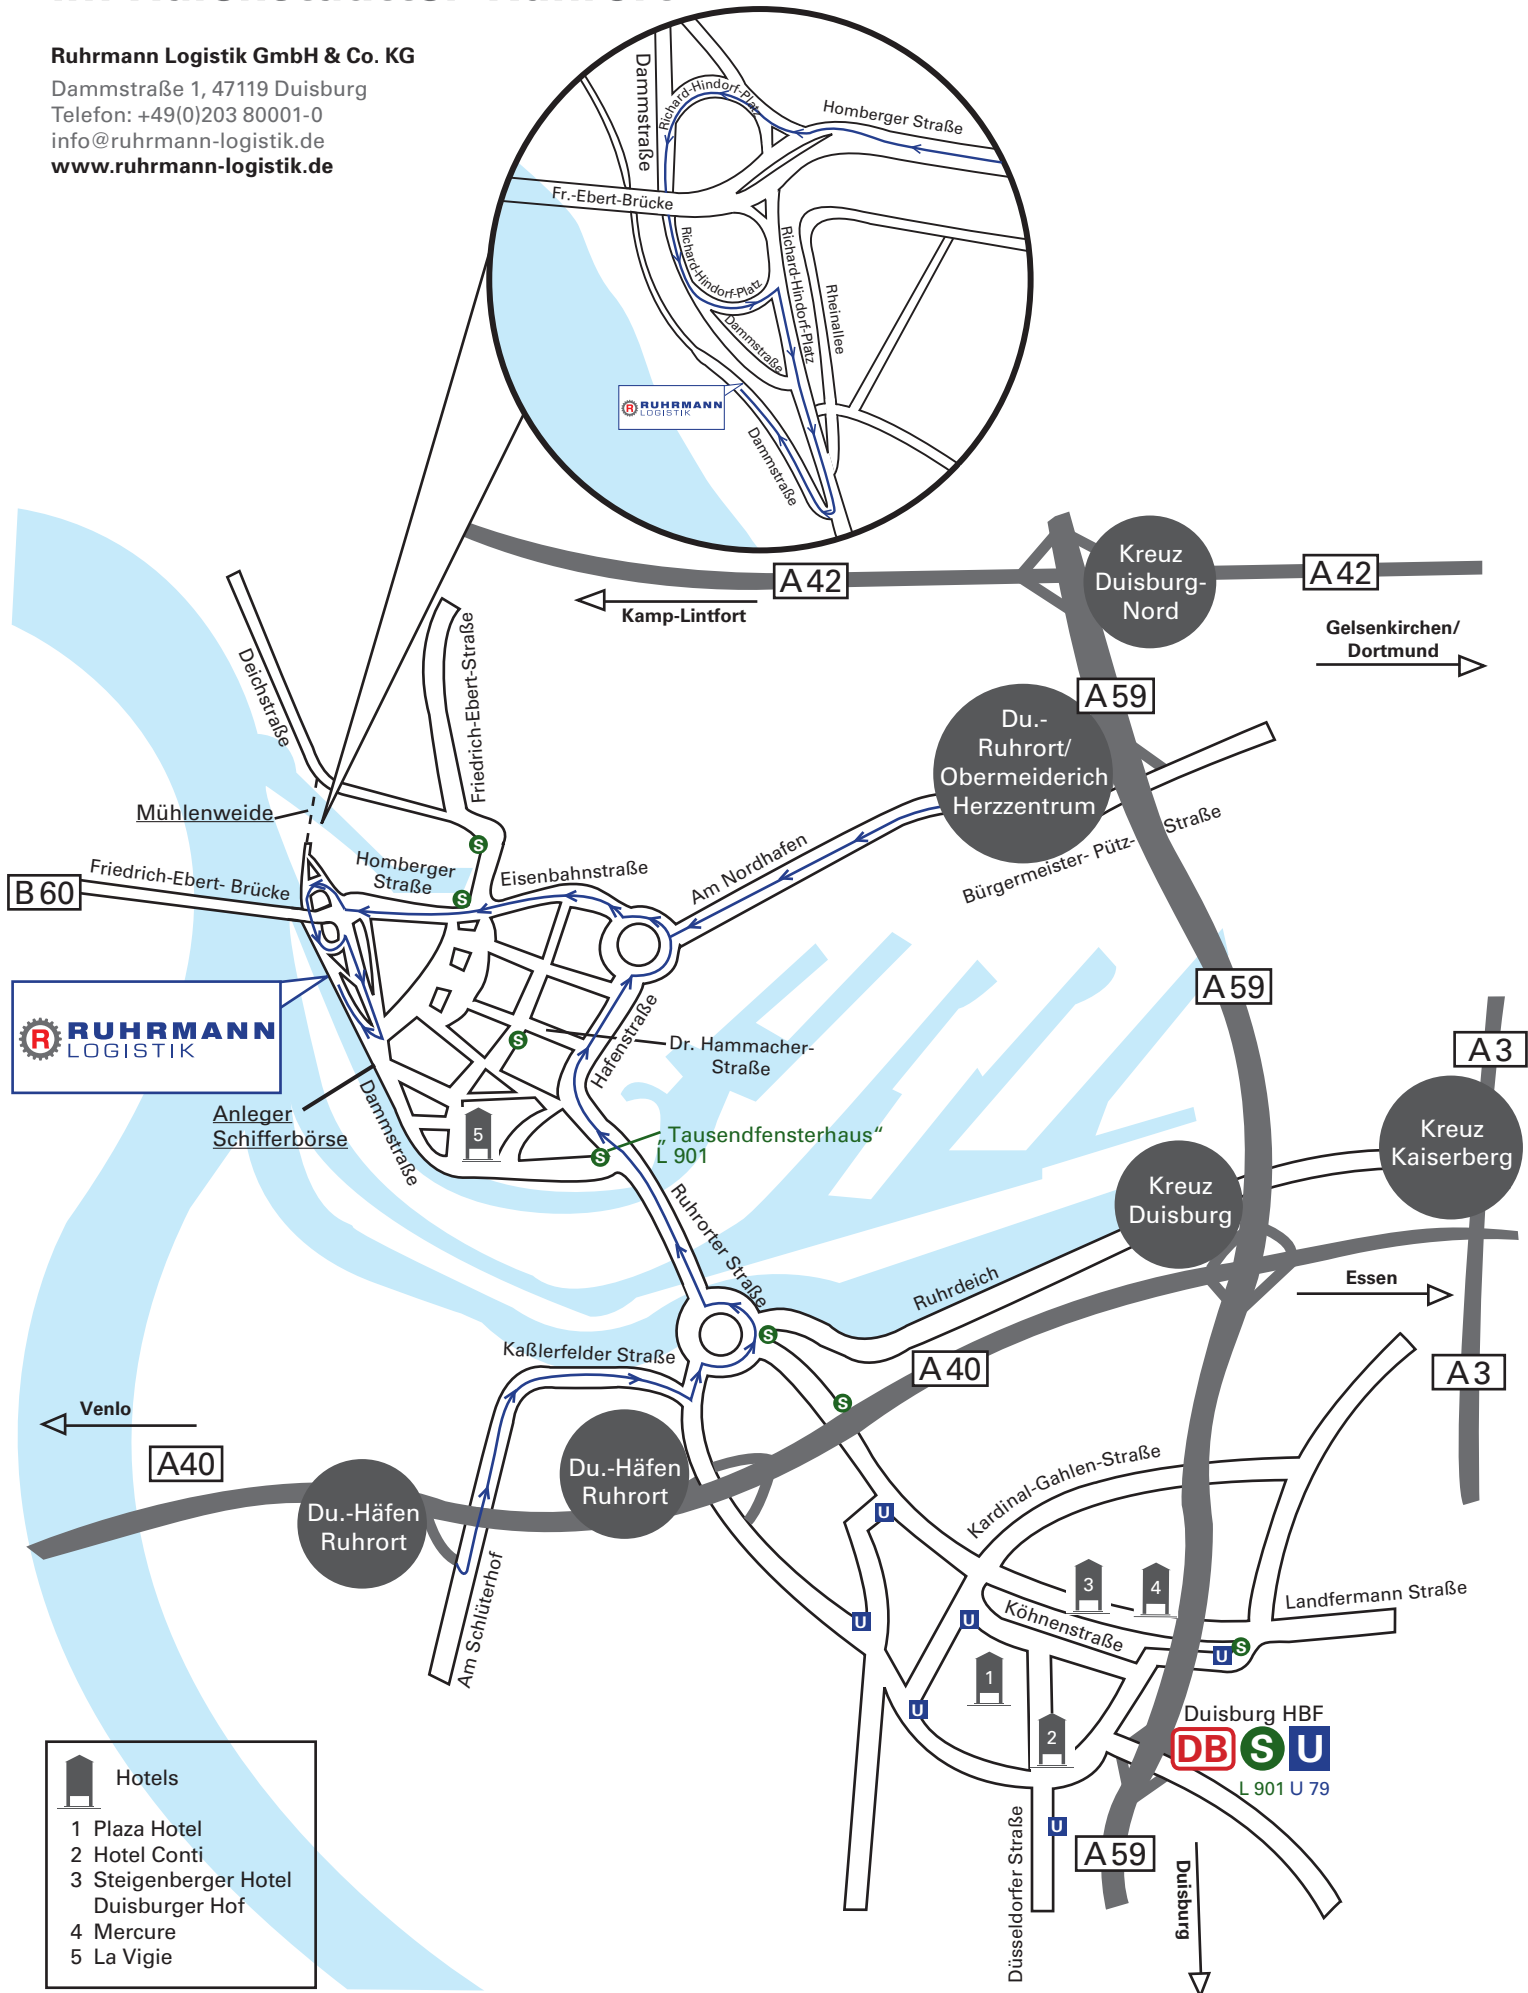 Ruhrmann Logistik GmbH & Co. KG
Dammstraße 1, 47119 Duisburg
Telefon: +49(0)203 80001-0
info@ruhrmann-logistik.de
www.ruhrmann-logistik.de
Dammstraße
Richard-Hindorf-Platz
Homberger Straße
Fr.-Ebert-Brücke
Richard-Hindorf-Platz
Richard-Hindorf-Platz
Rheinallee
Dammstraße
R RUHRMANN
LOGISTIK
Dammstraße
A 42
Kamp-Lintfort
Kreuz
Duisburg-
Nord
A 42
Gelsenkirchen/
Dortmund
A 59
Du.-
Ruhrort/
Obermeiderich
Herzzentrum
Bürgermeister- Pütz- Straße
Deichstraße
Friedrich-Ebert-Straße
Mühlenweide
S
Homberger
Straße
S
Eisenbahnstraße
Am Nordhafen
Friedrich-Ebert- Brücke
B 60
R RUHRMANN
LOGISTIK
A 59
A 3
Hafenstraße
S
Dr. Hammacher-
Straße
Anleger
Schifferbörse
Dammstraße
5
„Tausendfensterhaus“
L 901
S
Kreuz
Kaiserberg
Kreuz
Duisburg
Ruhrorter Straße
Ruhrdeich
Essen
S
Kaßlerfelder Straße
A 40
A 3
Venlo
A40
S
Du.-Häfen
Ruhrort
Du.-Häfen
Ruhrort
Am Schlüterhof
Kardinal-Gahlen-Straße
U
U
U
3
4
Köhnenstraße
Landfermann Straße
U
S
1
U
2
Duisburg HBF
DB S U
L 901 U 79
U
Düsseldorfer Straße
A 59
Duisburg
Hotels
1 Plaza Hotel
2 Hotel Conti
3 Steigenberger Hotel
Duisburger Hof
4 Mercure
5 La Vigie